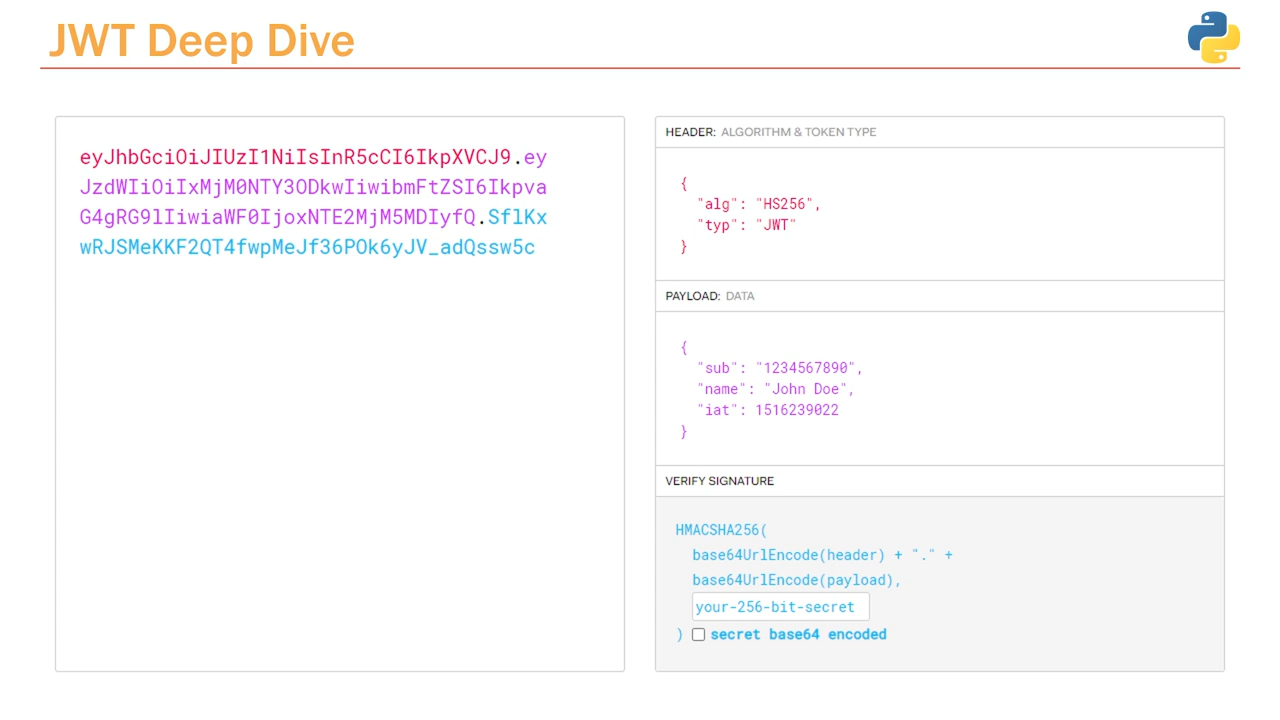 JWT Deep Dive
eyJhbGciOiJIUzI1NiIsInR5cCI6IkpXVCJ9.ey
JzdWIiOiIxMjM0NTY3ODkwIiwibmFtZSI6Ikpva
G4gRG9lIiwiaWF0IjoxNTE2MjM5MDIyfQ.SflKx
wRJSMeKKF2QT4fwpMeJf36POk6yJV_adQssw5c
HEADER: ALGORITHM & TOKEN TYPE
{
"alg": "HS256",
"typ": "JWT"
}
PAYLOAD: DATA
{
"sub": "1234567890",
"name": "John Doe",
"iat": 1516239022
}
VERIFY SIGNATURE
HMACSHA256(
base64UrlEncode(header) + "." +
base64UrlEncode(payload),
your-256-bit-secret
) secret base64 encoded